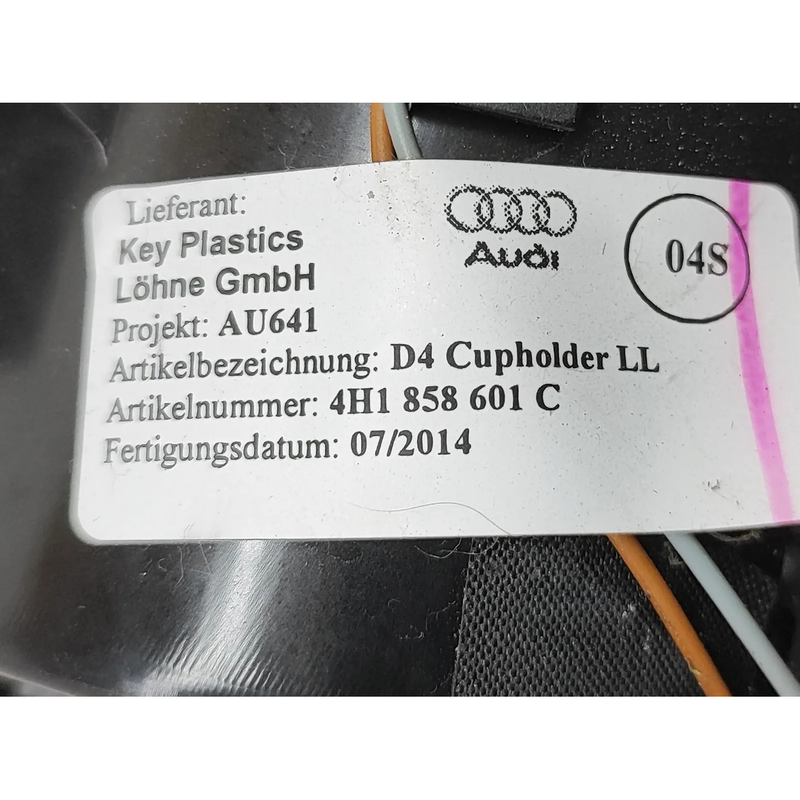 Lieferant:
Key Plastics
Löhne GmbH
Projekt: AU641
Artikelbezeichnung: D4 Cupholder LL
Artikelnummer: 4H1 858 601 C
Fertigungsdatum: 07/2014
Audi
04S